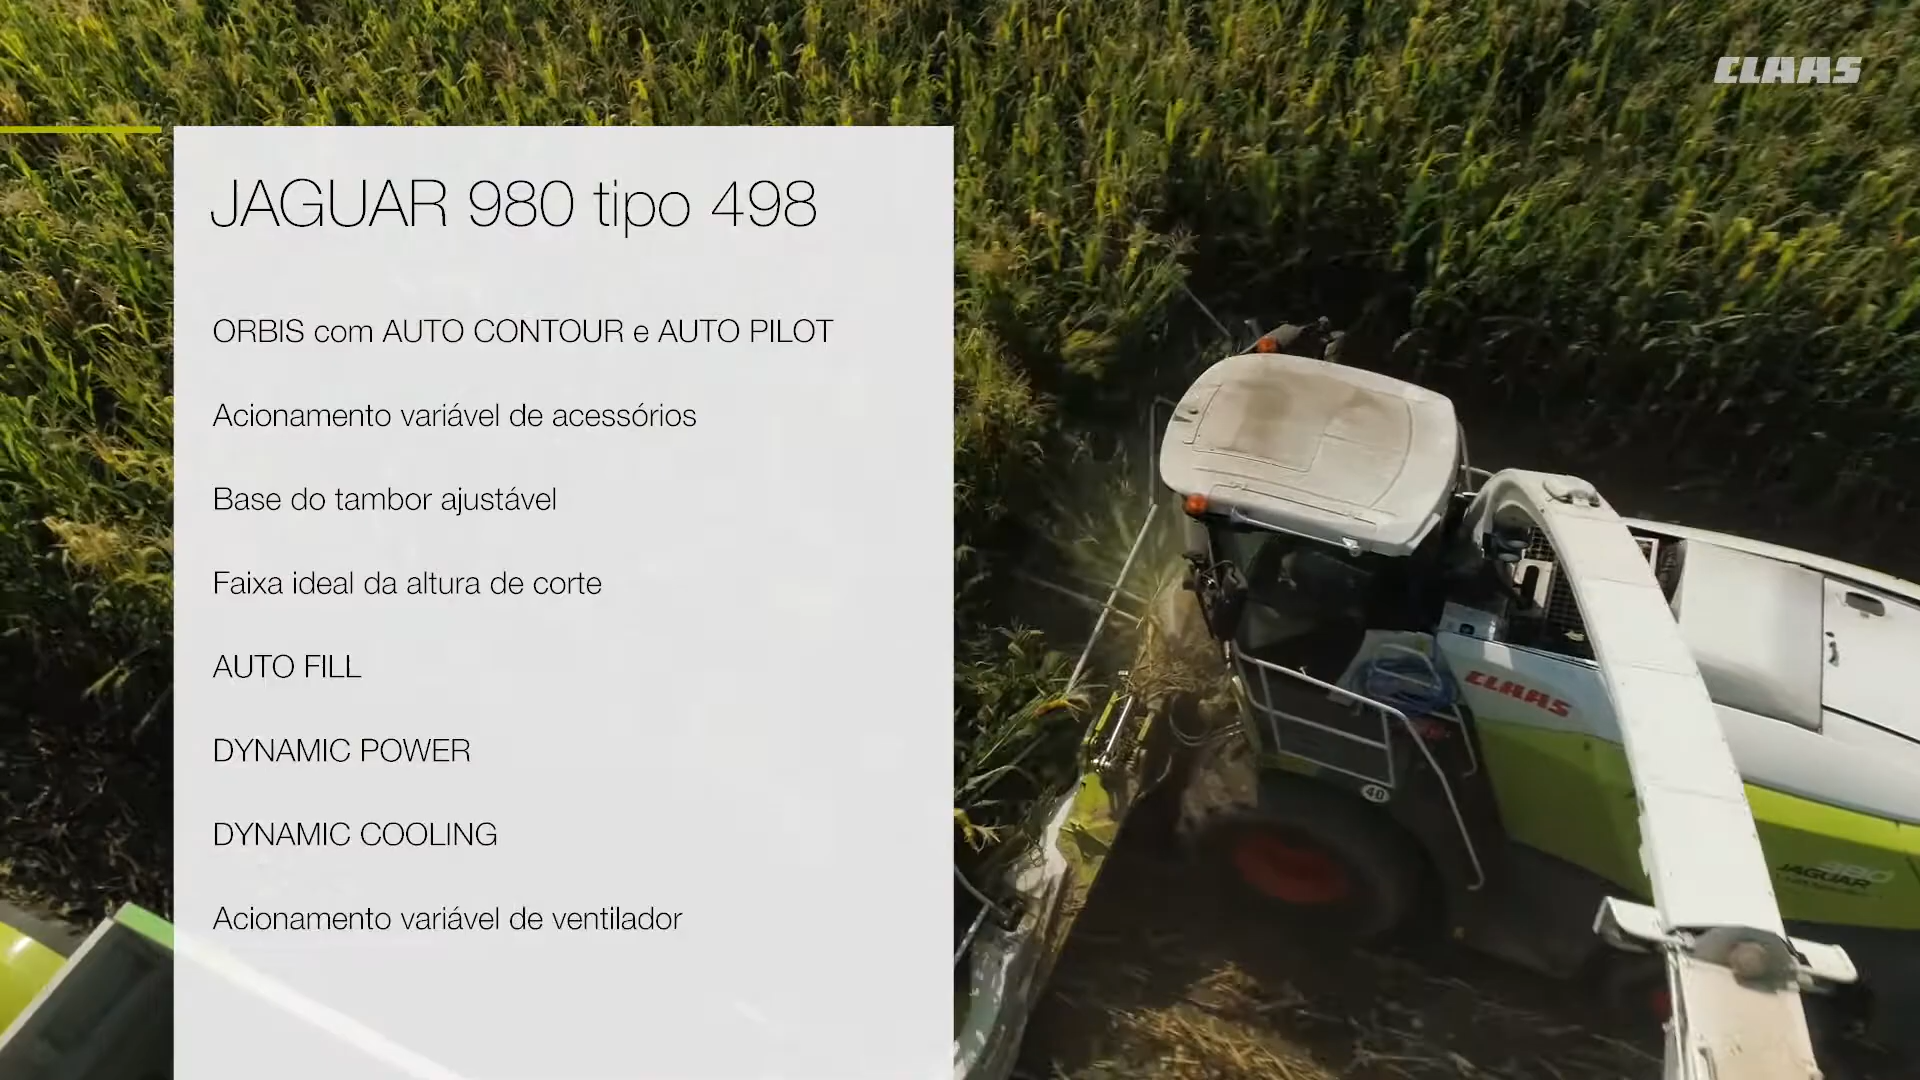 CLAAS
JAGUAR 980 tipo 498
ORBIS com AUTO CONTOUR e AUTO PILOT
Acionamento variável de acessórios
Base do tambor ajustável
Faixa ideal da altura de corte
AUTO FILL
DYNAMIC POWER
DYNAMIC COOLING
Acionamento variável de ventilador
CLAAS
40
980
JAGUAR